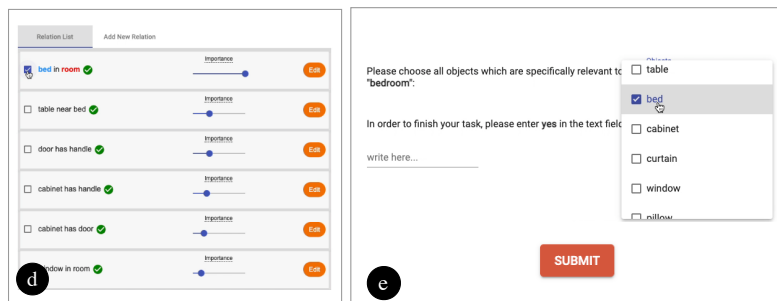 Relation List
Add New Relation
bed in room
Importance
Edit
table near bed
Importance
Edit
door has handle
Importance
Edit
cabinet has handle
Importance
Edit
cabinet has door
Importance
Edit
window in room
Importance
Edit
d
Please choose all objects which are specifically relevant to
"bedroom":
In order to finish your task, please enter yes in the text field
write here...
Objects
table
bed
cabinet
curtain
window
pillow
SUBMIT
e